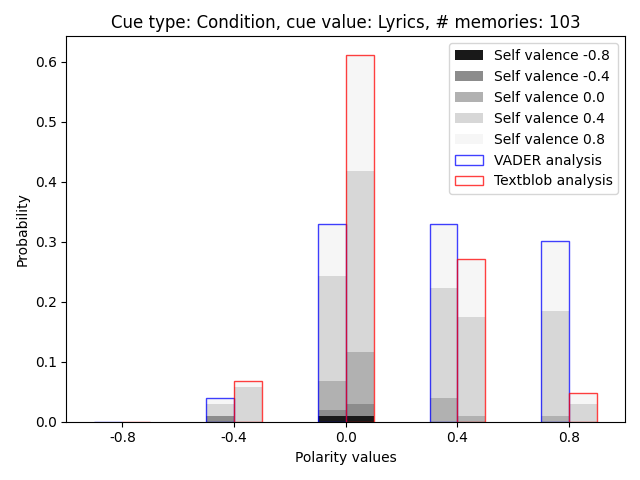 Cue type: Condition, cue value: Lyrics, # memories: 103
Self valence -0.8
Self valence -0.4
Self valence 0.0
Self valence 0.4
Self valence 0.8
VADER analysis
Textblob analysis
Probability
0.6
0.5
0.4
0.3
0.2
0.1
0.0
-0.8 -0.4 0.0 0.4 0.8
Polarity values